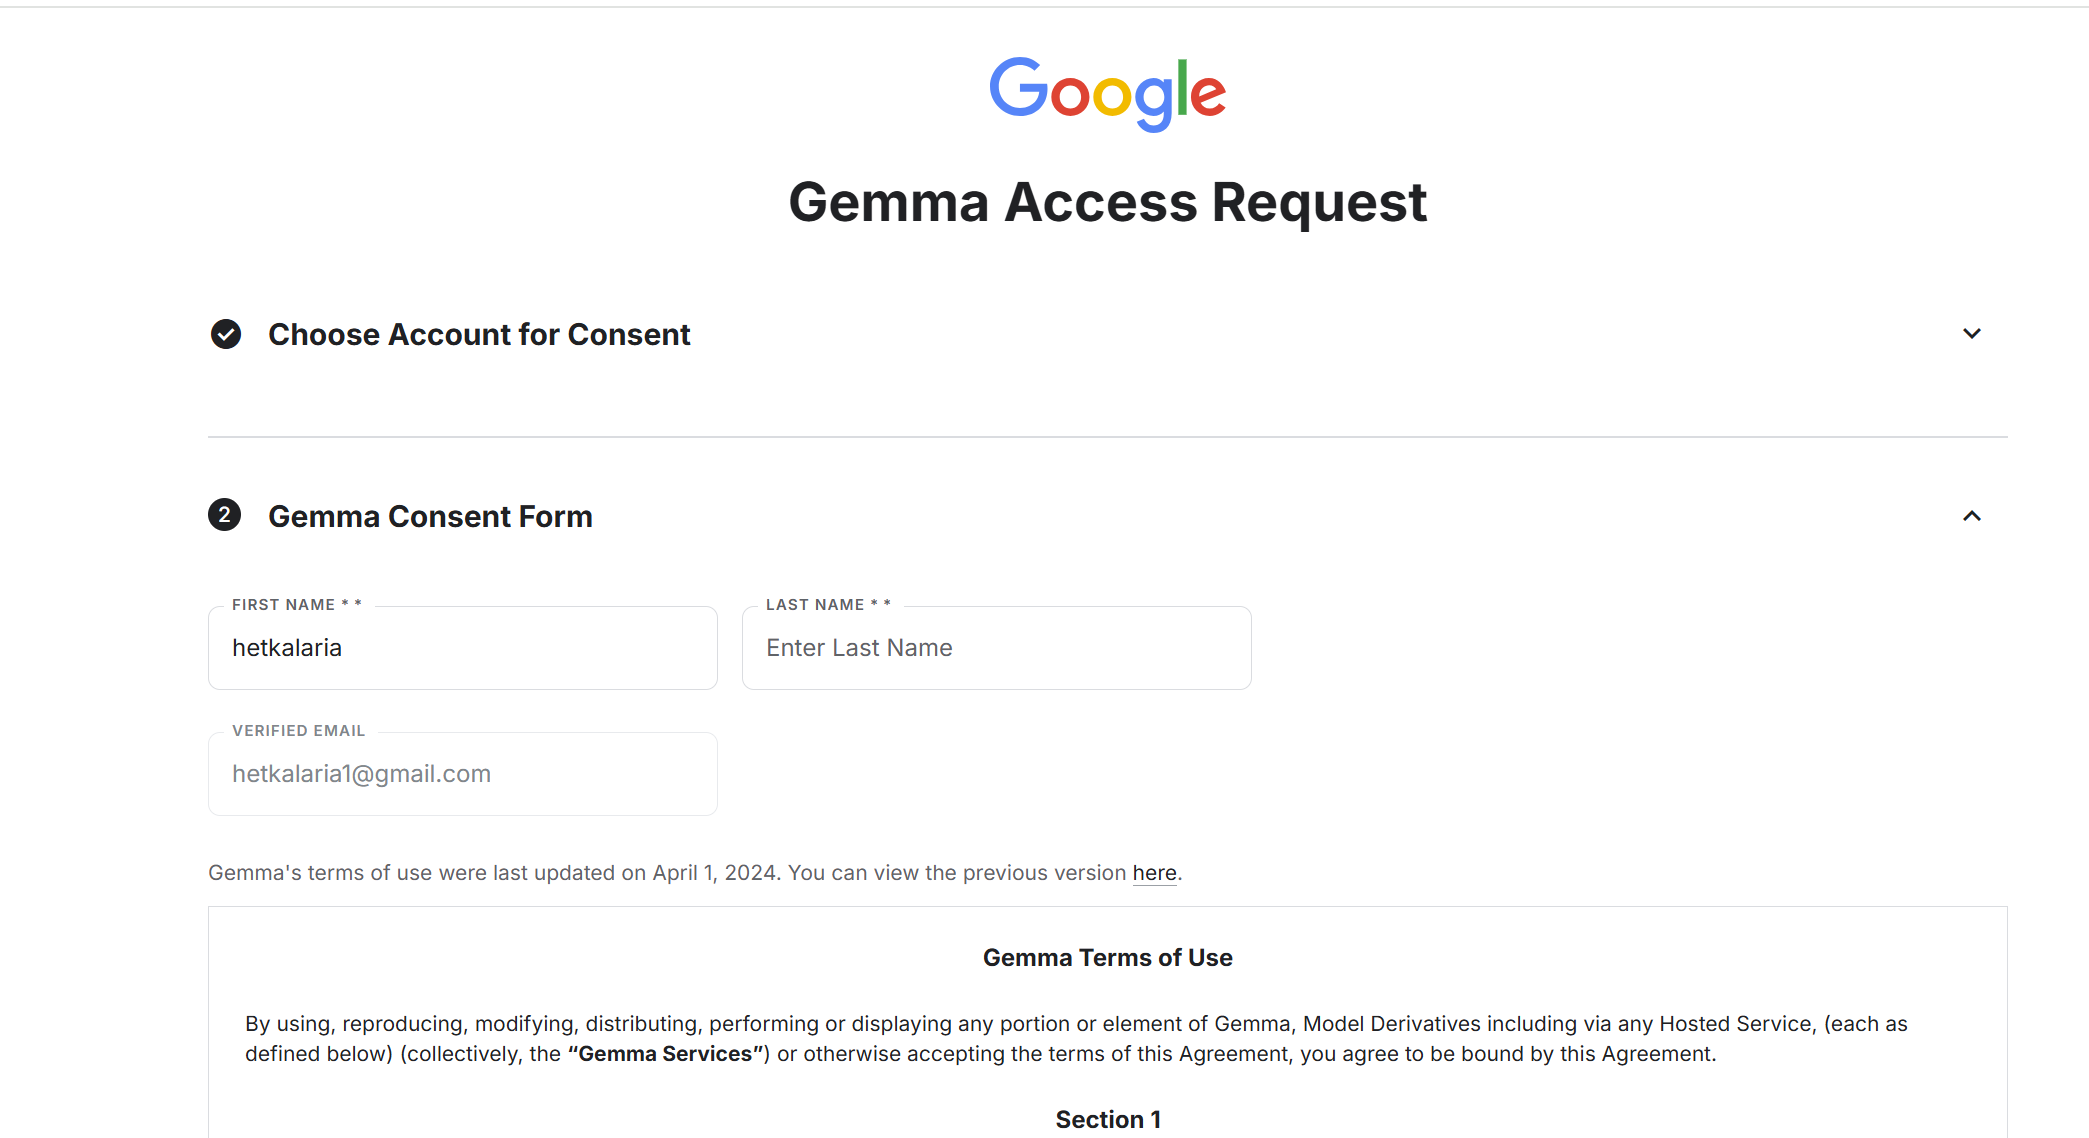 Google
Gemma Access Request
Choose Account for Consent
2 Gemma Consent Form
FIRST NAME * *
hetkalaria
LAST NAME * *
Enter Last Name
VERIFIED EMAIL
hetkalaria1@gmail.com
Gemma's terms of use were last updated on April 1, 2024. You can view the previous version here.
Gemma Terms of Use
By using, reproducing, modifying, distributing, performing or displaying any portion or element of Gemma, Model Derivatives including via any Hosted Service, (each as
defined below) (collectively, the “Gemma Services”) or otherwise accepting the terms of this Agreement, you agree to be bound by this Agreement.
Section 1